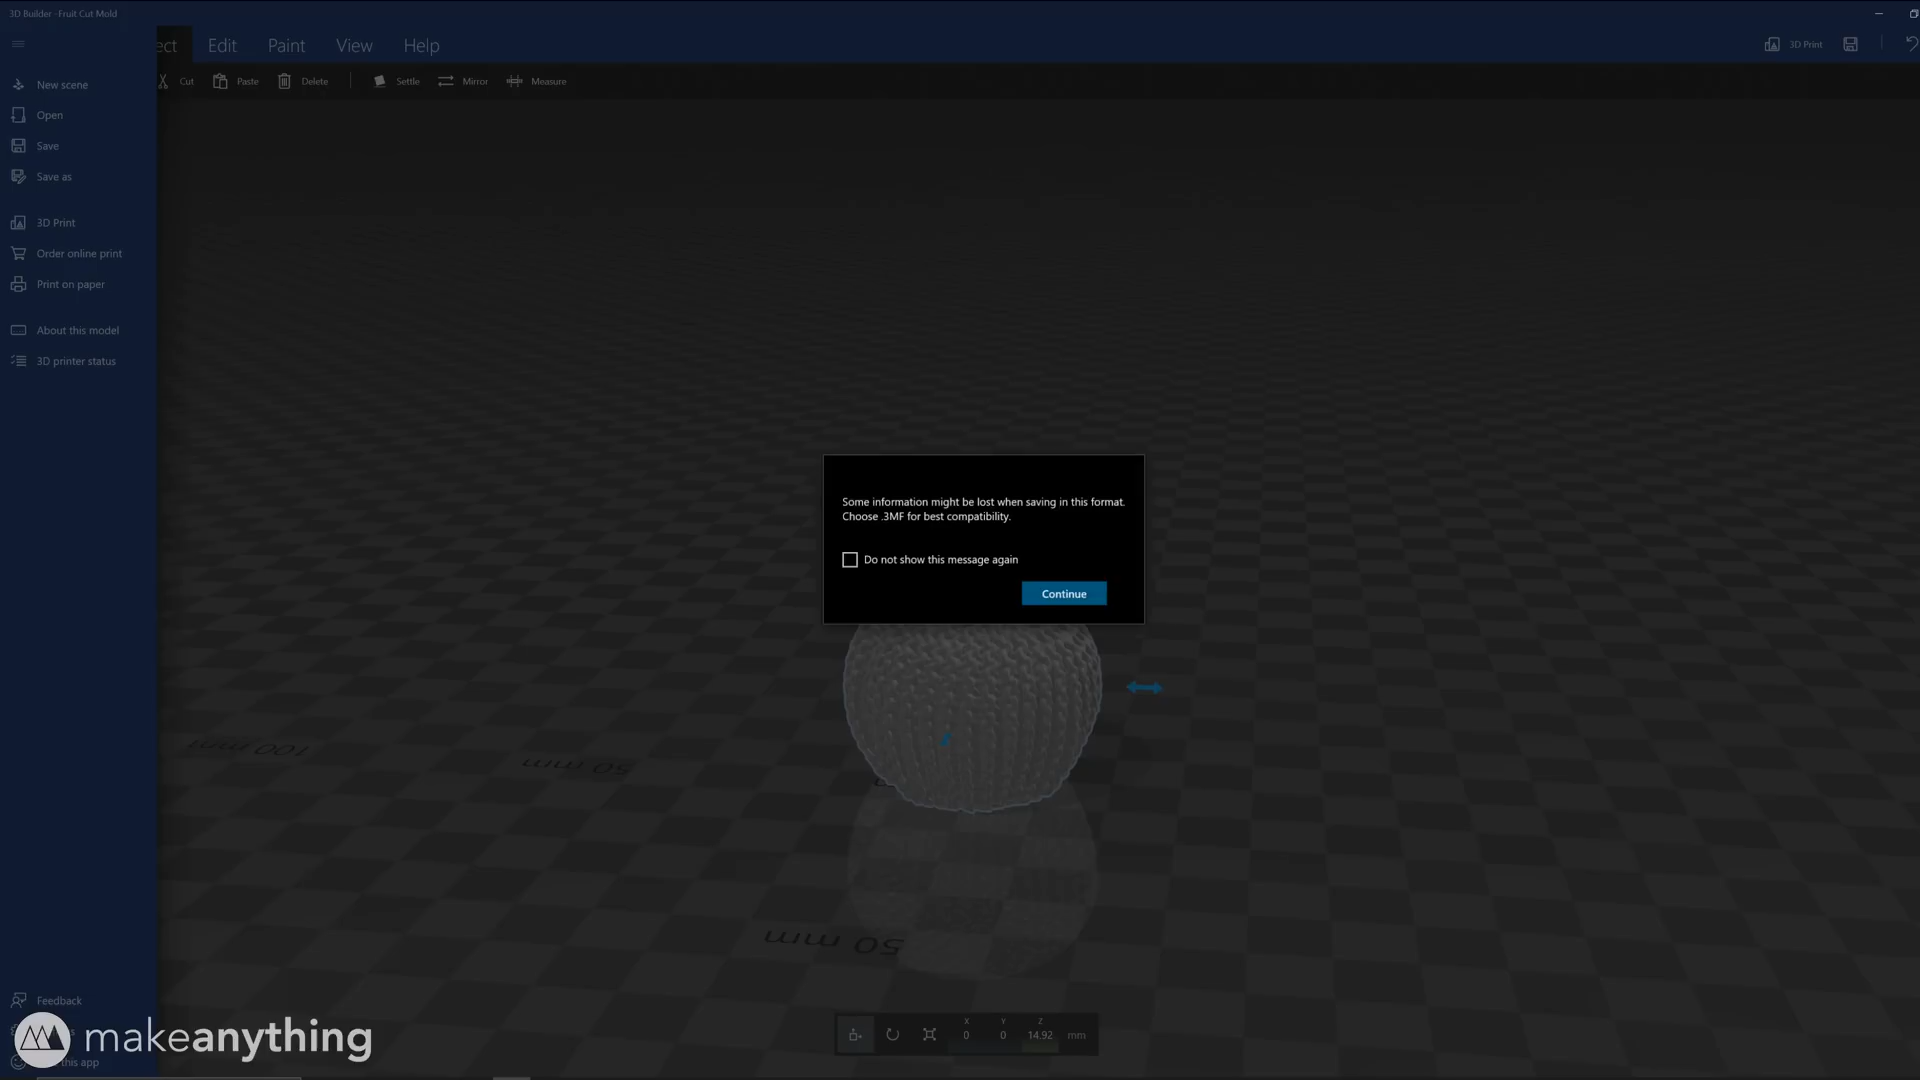 3D Builder - Fruit Cut Mold
Edit Paint View Help
3D Print
Cut Paste Delete Settle Mirror Measure
New scene
Open
Save
Save as
3D Print
Order online print
Print on paper
About this model
3D printer status
Some information might be lost when saving in this format.
Choose .3MF for best compatibility.
Do not show this message again
Continue
100 mm
50 mm
50 mm
Feedback
makeanything
this app
X Y Z
0 0 14.92 mm